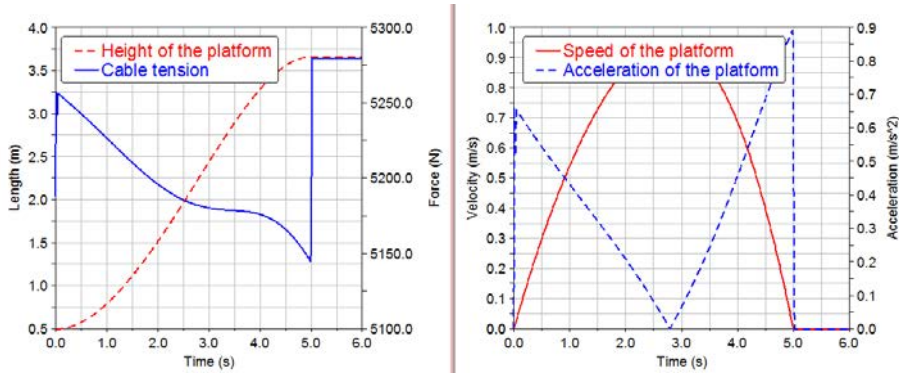 Height of the platform
Cable tension
4.0
3.5
3.0
2.5
2.0
1.5
1.0
0.5
Length (m)
5300.0
5250.0
5200.0
5150.0
5100.0
Force (N)
0.0 1.0 2.0 3.0 4.0 5.0 6.0
Time (s)
Speed of the platform
Acceleration of the platform
1.0
0.9
0.8
0.7
0.6
0.5
0.4
0.3
0.2
0.1
0.0
Velocity (m/s)
0.9
0.8
0.7
0.6
0.5
0.4
0.3
0.2
0.1
0.0
Acceleration (m/s^2)
0.0 1.0 2.0 3.0 4.0 5.0 6.0
Time (s)